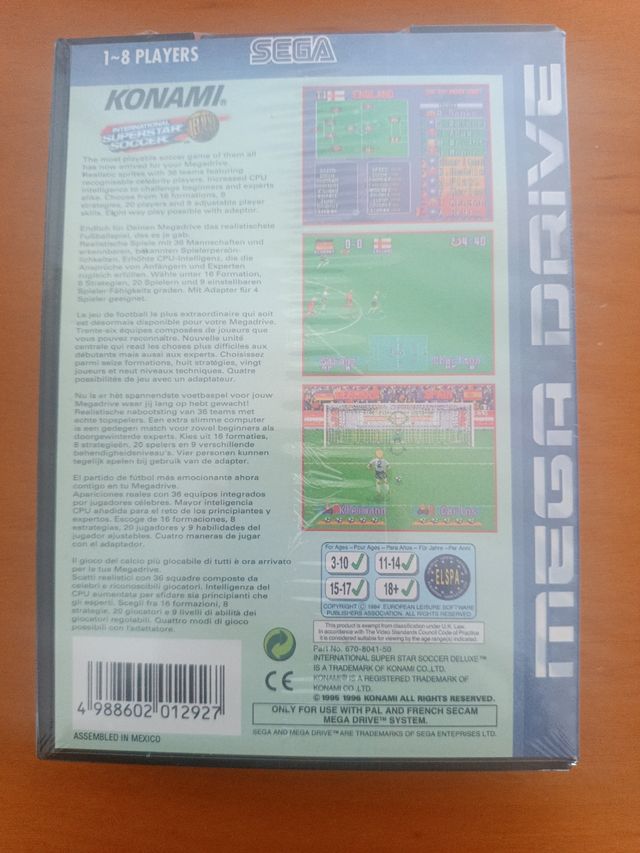 1~8 PLAYERS
SEGA
KONAMI®
INTERNATIONAL
SUPERSTAR
SOCCER
The most playable soccer game of them all
has now arrived for your Megadrive.
Realistic sprites with 36 teams featuring
recognisable celebrity players. Increased CPU
intelligence to challenge beginners and experts
alike. Choose from 16 formations, 8
strategies, 20 players and 9 adjustable player
skills. Eight way play possible with adaptor.
Endlich für Deinen Megadrive das realistischste
Fußballspiel, das es je gab.
Realistische Spiele mit 36 Mannschaften und
erkennbaren, bekannten Spielerpersön-
lichkeiten. Erhöhte CPU-Intelligenz, die die
Ansprüche von Anfängern und Experten
zugleich erfüllen. Wähle unter 16 Formation,
8 Strategien, 20 Spielern und 9 einstellbaren
Spieler-Fähigkeits graden. Mit Adapter für 4
Spieler geeignet.
Le jeu de football le plus extraordinaire qui soit
est désormais disponible pour votre Megadrive.
Trente-six équipes composées de joueurs que
vous pouvez reconnaître. Nouvelle unité
centrale qui read les choses plus difficiles aux
débutants mais aussi aux experts. Choisissez
parmi seize formations, huit stratégies, vingt
joueurs et neuf niveaux techniques. Quatre
possibilités de jeu avec un adaptateur.
Nu is er hèt spannendste voetbaspel voor jouw
Megadrive waar jij lang op hebt gewacht!
Realistische nabootsting van 36 teams met
echte topspelers. Een extra slimme computer
is een gedegen match voor zowel beginners als
doorgewinterde experts. Kies uit 16 formaties,
8 strategieën, 20 spelers en 9 verschillende
behendigheidsniveau's. Vier personen kunnen
tegelijk spelen bij gebruik van de adapter.
El partido de fútbol más emocionante ahora
contigo en tu Megadrive.
Apariciones reales con 36 equipos integrados
por jugadores célebres. Mayor inteligencia
CPU añedida para el reto de los principiantes y
expertos. Escoge de 16 formaciones, 8
estrategias, 20 jugadores y 9 habilidades del
jugador ajustables. Cuatro maneras de jugar
con el adaptador.
Il gioco del calcio più giocabile di tutti è ora arrivato
per la tue Megadrive.
Scatti realistici con 36 squadre composta da
celebri e riconoscibili giocatori. Intelligenza del
CPU eumentata per sfidare sia principianti che
gli esperti. Scegli fra 16 formazioni, 8
strategie, 20 giocatori e 9 livelli di abilità dei
giocatori regolabili. Quattro modi di gioco
possibili con l'adattatore.
4 988602 012927
ASSEMBLED IN MEXICO
ENGLAND
0-0
For Ages – Pour Ages – Para Años – Für Jahre – Per Anni
3-10
11-14
15-17
18+
ELSPA
COPYRIGHT © 1994 EUROPEAN LEISURE SOFTWARE
PUBLISHERS ASSOCIATION. ALL RIGHTS RESERVED
This product is exempt from classification under U.K. Law.
In accordance with The Video Standards Council Code of Practice
it is considered suitable for viewing by the age range(s) indicated.
Part No. 670-8041-50
INTERNATIONAL SUPER STAR SOCCER DELUXE™
IS A TRADEMARK OF KONAMI CO.,LTD.
KONAMI® IS A REGISTERED TRADEMARK OF
KONAMI CO.,LTD.
© 1995 1996 KONAMI ALL RIGHTS RESERVED.
CE
ONLY FOR USE WITH PAL AND FRENCH SECAM
MEGA DRIVE™ SYSTEM.
SEGA AND MEGA DRIVE™ ARE TRADEMARKS OF SEGA ENTEPRISES LTD.
MEGA DRIVE